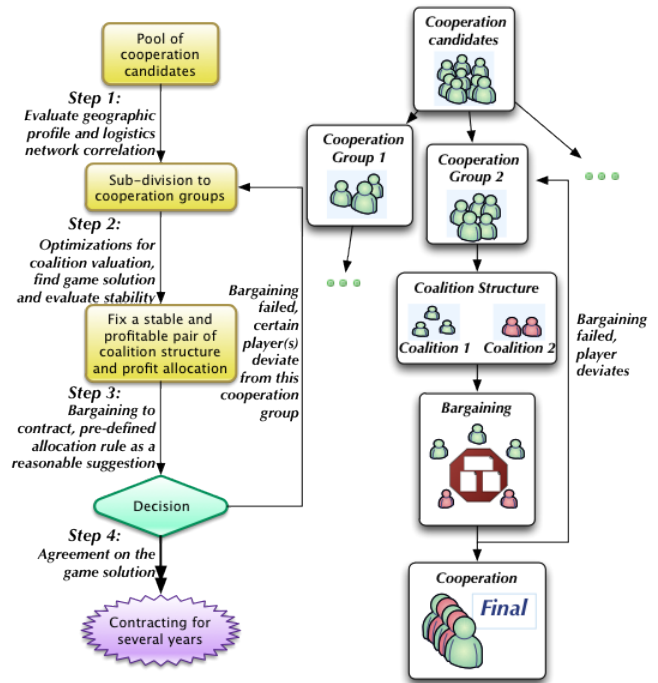 Pool of
cooperation
candidates
Step 1:
Evaluate geographic
profile and logistics
network correlation
Sub-division to
cooperation groups
Step 2:
Optimizations for
coalition valuation,
find game solution
and evaluate stability
Fix a stable and
profitable pair of
coalition structure
and profit allocation
Step 3:
Bargaining to
contract, pre-defined
allocation rule as a
reasonable suggestion
Decision
Step 4:
Agreement on the
game solution
Contracting for
several years
Bargaining
failed,
certain
player(s)
deviate
from this
cooperation
group
Cooperation
candidates
Cooperation
Group 1
Cooperation
Group 2
Coalition Structure
Coalition 1
Coalition 2
Bargaining
Bargaining
failed,
player
deviates
Cooperation
Final